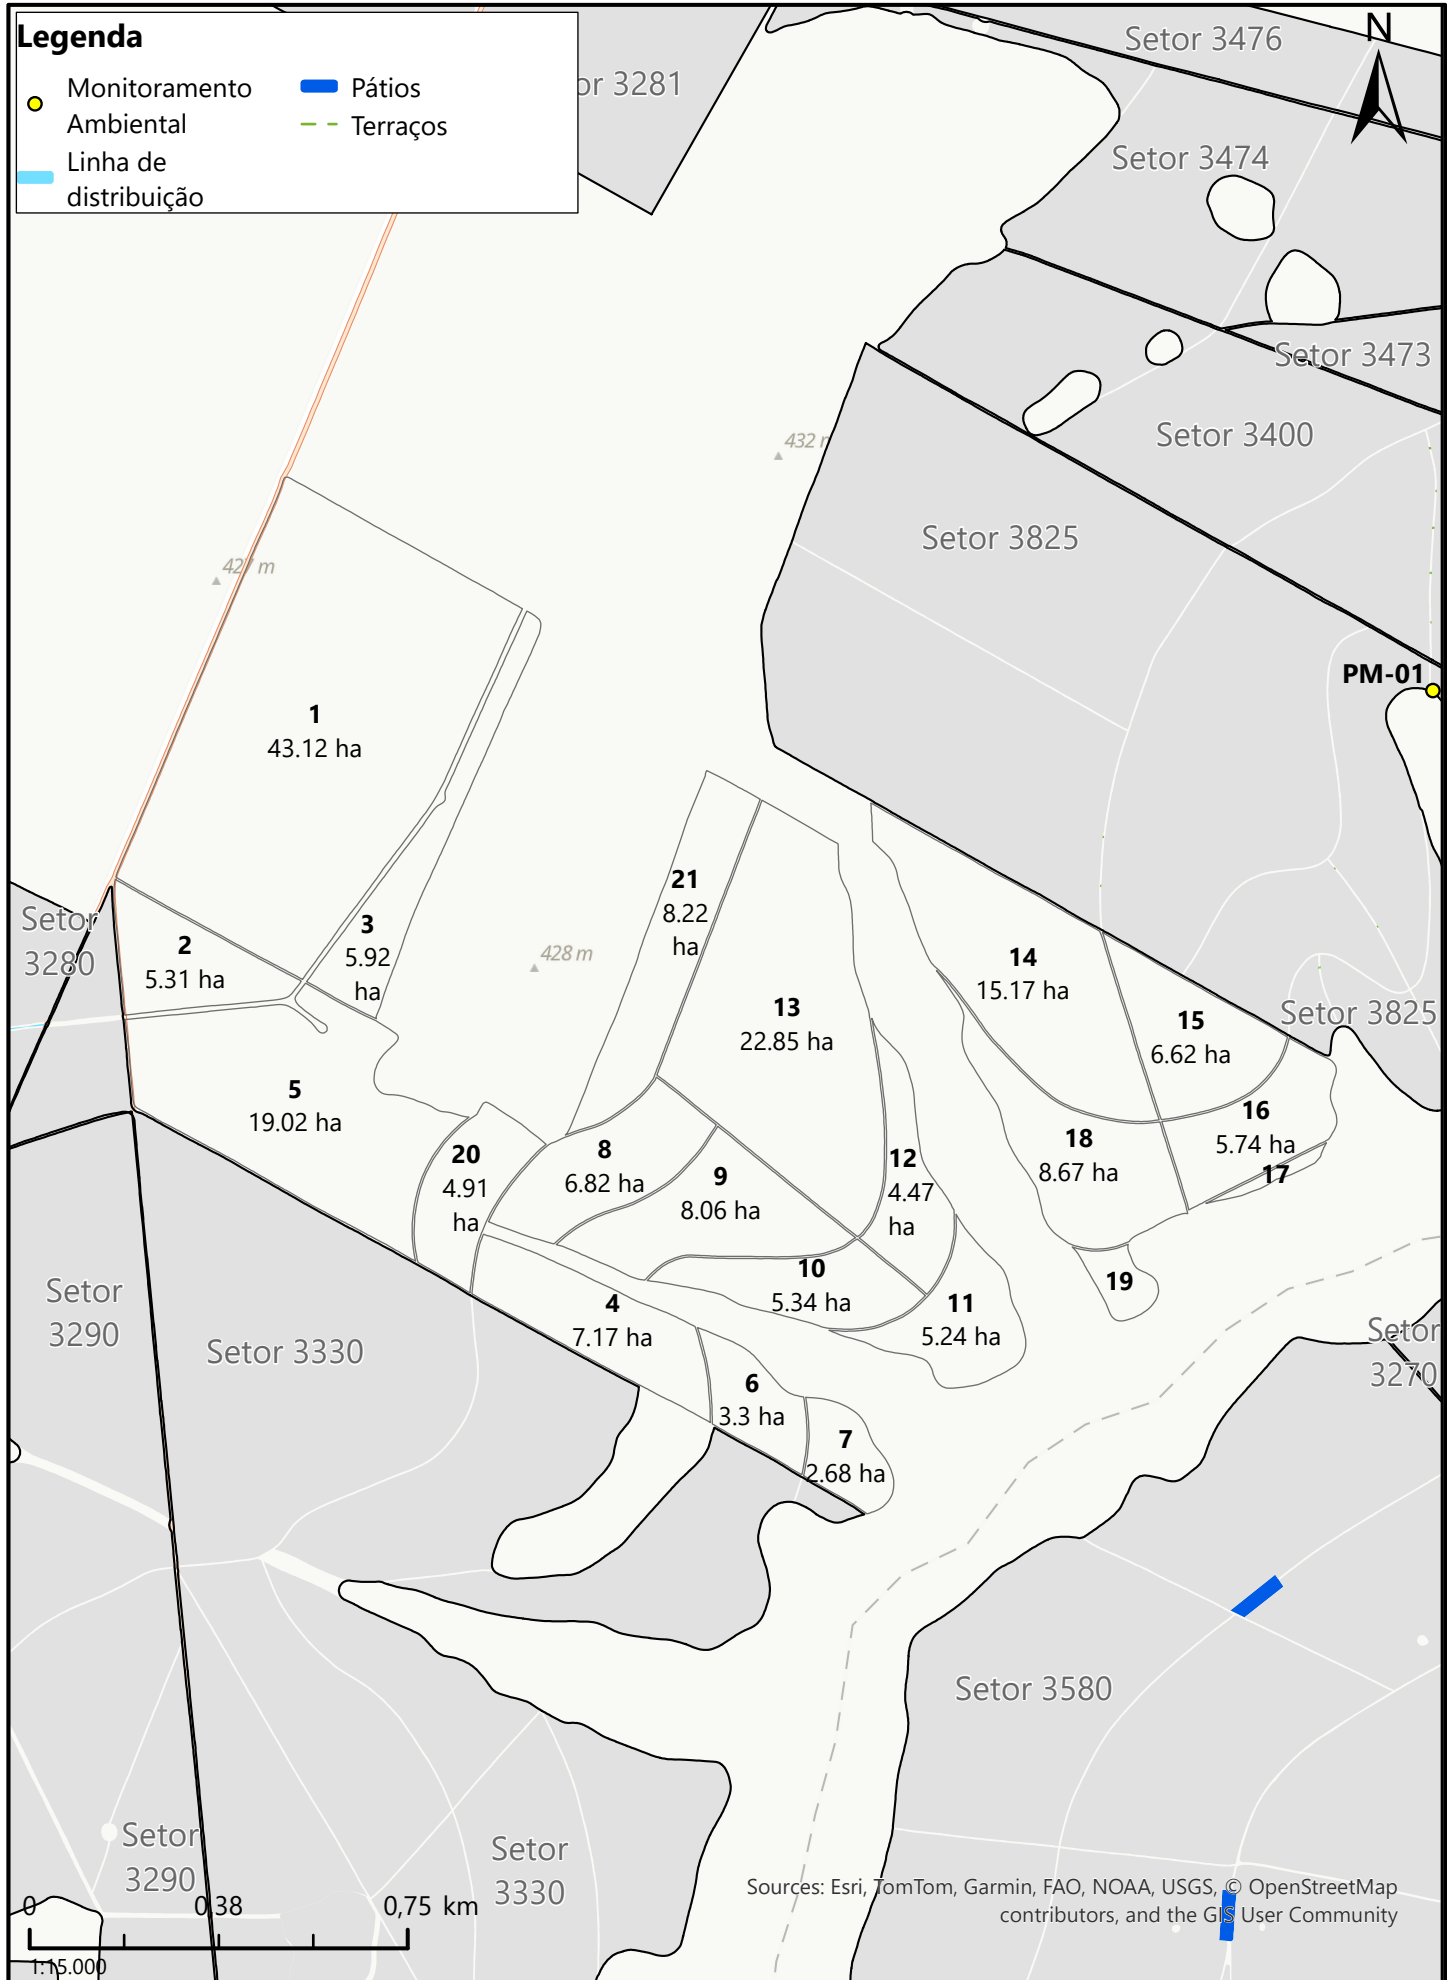 Legenda
Monitoramento
Ambiental
Linha de
distribuição
Pátios
Terraços
N
Setor 3476
Setor 3474
Setor 3473
Setor 3400
432
Setor 3825
m
PM-01
1
43.12 ha
21
8.22
ha
Setor
3280
2
5.31 ha
3
5.92
ha
428 m
14
15.17 ha
13
22.85 ha
15
6.62 ha
Setor 3825
5
19.02 ha
16
5.74 ha
17
18
8.67 ha
20
4.91
ha
8
6.82 ha
9
8.06 ha
12
4.47
ha
10
5.34 ha
19
11
5.24 ha
4
7.17 ha
Setor
3290
Setor 3330
Setor
3270
6
3.3 ha
7
2.68 ha
Setor 3580
Setor
3290
Setor
3330
Sources: Esri, TomTom, Garmin, FAO, NOAA, USGS, © OpenStreetMap
contributors, and the GIS User Community
0 0,38 0,75 km
1:15.000